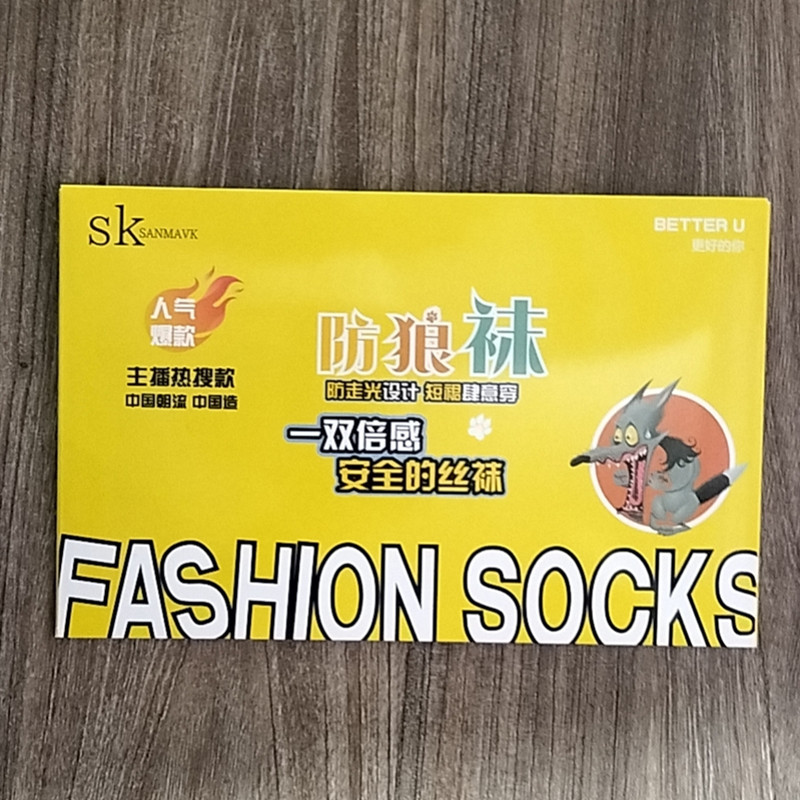 sk SANMAVK
BETTER U
更好的你
人气
爆款
主播热搜款
中国朝流 中国造
防狼袜
防走光设计 短裙肆意穿
一双倍感
安全的丝袜
FASHION SOCKS